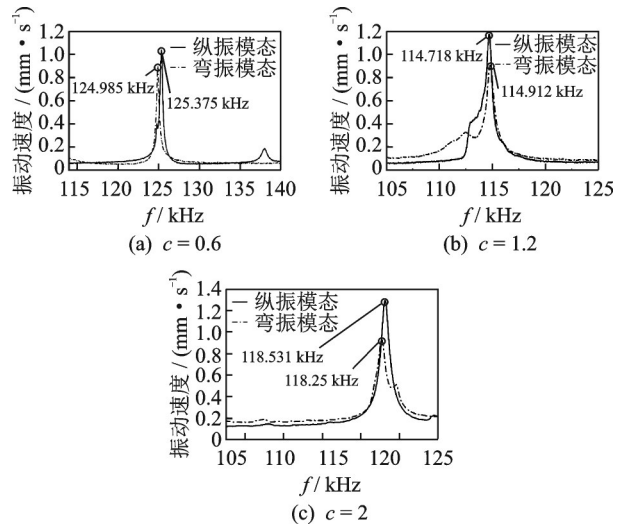 振动速度 / (mm·s⁻¹)
1.2
1.0
0.8
0.6
0.4
0.2
0
纵振模态
弯振模态
124.985 kHz
125.375 kHz
115 120 125 130 135 140
f / kHz
(a) c = 0.6
振动速度 / (mm·s⁻¹)
1.2
1.0
0.8
0.6
0.4
0.2
0
纵振模态
114.718 kHz
弯振模态
114.912 kHz
105 110 115 120 125
f / kHz
(b) c = 1.2
振动速度 / (mm·s⁻¹)
1.4
1.2
1.0
0.8
0.6
0.4
0.2
0
纵振模态
弯振模态
118.531 kHz
118.25 kHz
105 110 115 120 125
f / kHz
(c) c = 2